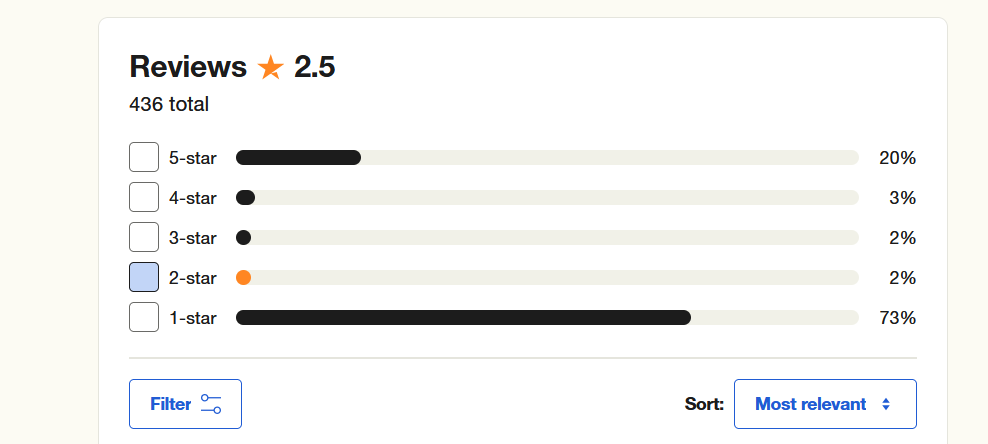 Reviews ★ 2.5
436 total
5-star 20%
4-star 3%
3-star 2%
2-star 2%
1-star 73%
Filter Sort: Most relevant